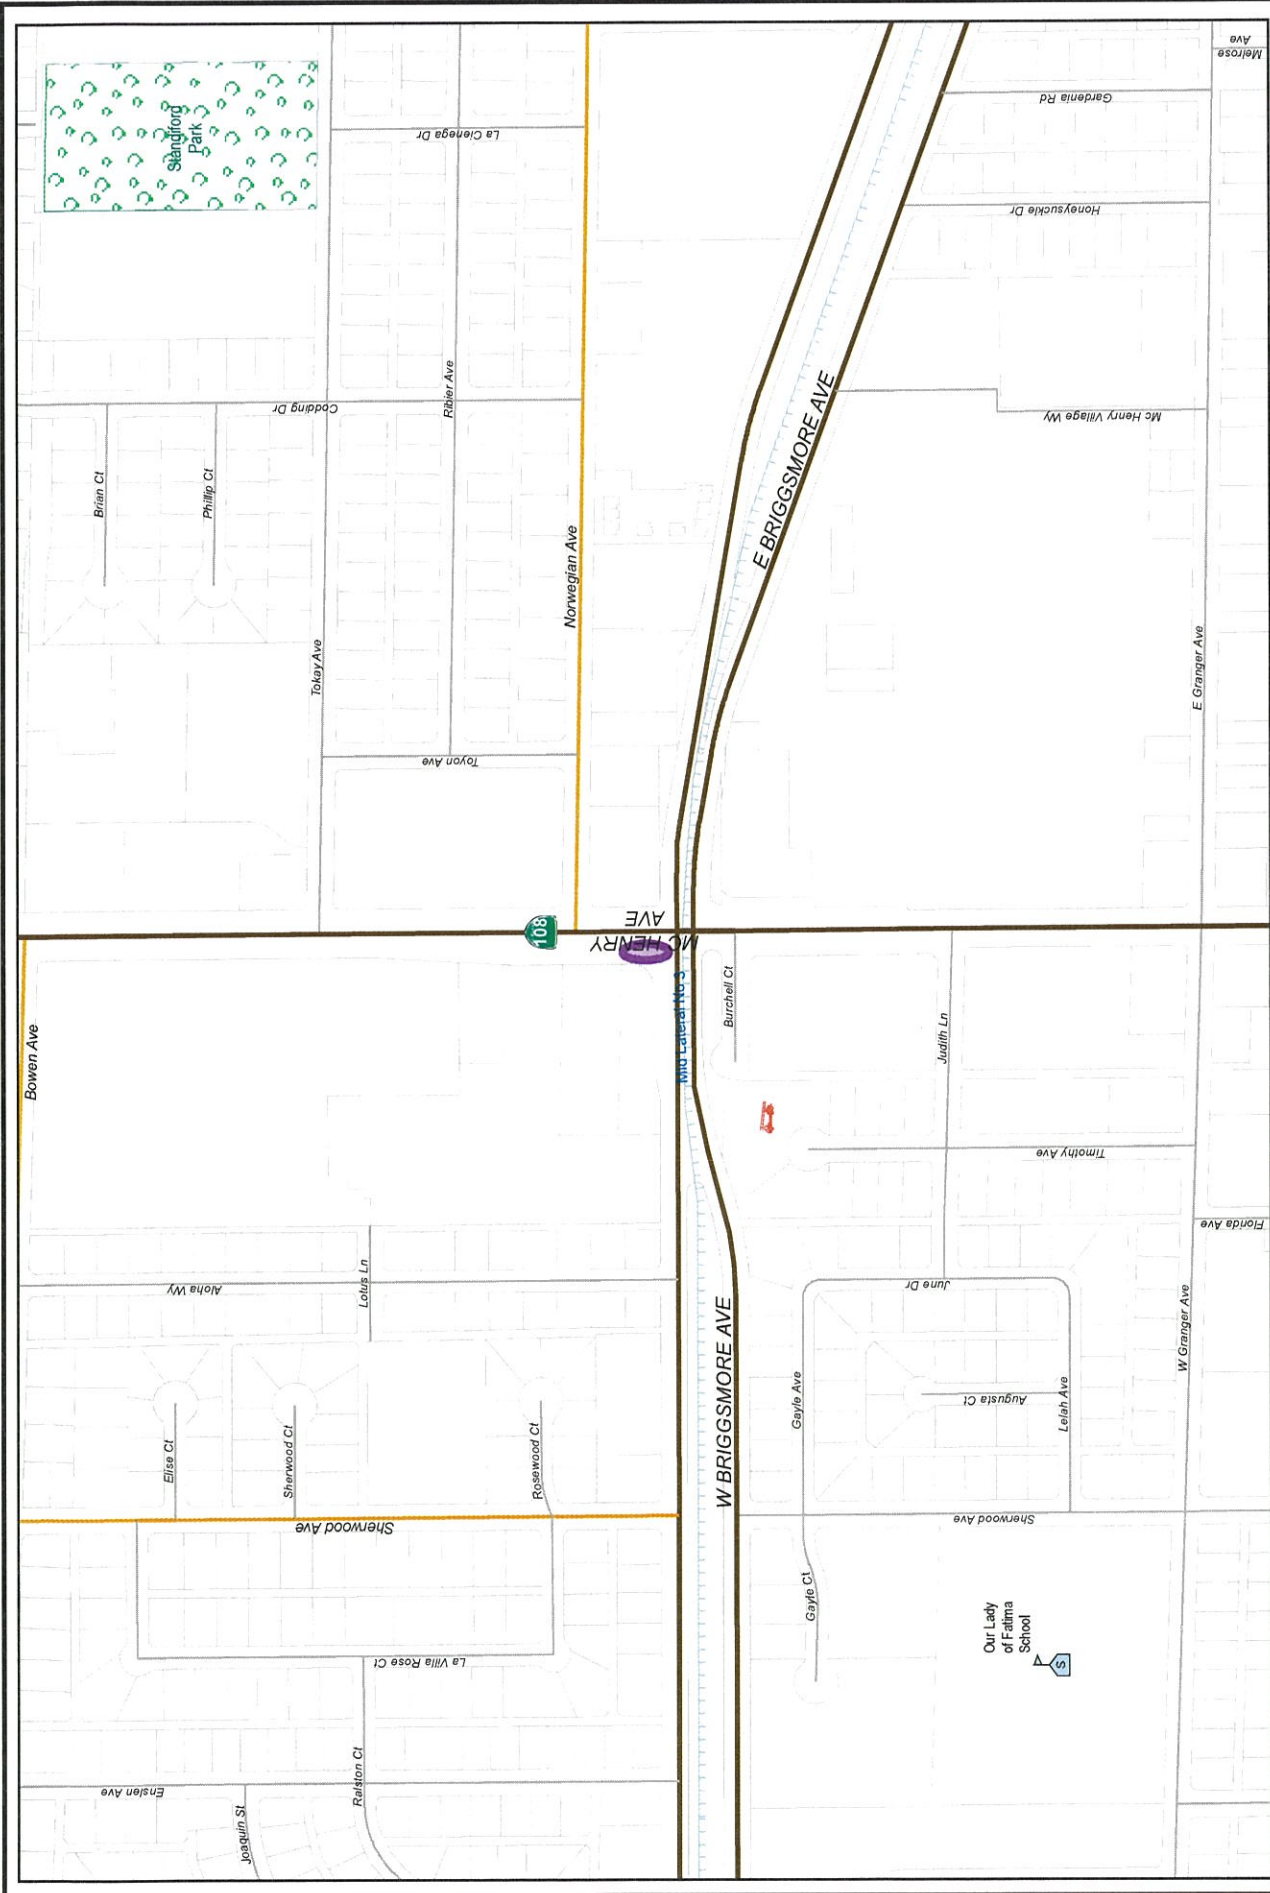 Standiford
Park
La Cienega Dr
Melrose
Ave
Gardenia Rd
Honeysuckle Dr
Codding Dr
Ribier Ave
Brian Ct
Phillip Ct
Mc Henry Village Wy
E BRIGGSMORE AVE
Norwegian Ave
Tokay Ave
Toyon Ave
E Granger Ave
108
MC HENRY
AVE
Mid Lateral No 3
Burchell Ct
Bowen Ave
Judith Ln
Timothy Ave
Florida Ave
Aloha Wy
Lotus Ln
June Dr
W Granger Ave
W BRIGGSMORE AVE
Gayle Ave
Augusta Ct
Lelah Ave
Elise Ct
Sherwood Ct
Rosewood Ct
Sherwood Ave
Sherwood Ave
Gayle Ct
Our Lady
of Fatima
School
S
La Villa Rose Ct
Ralston Ct
Enslen Ave
Joaquin St